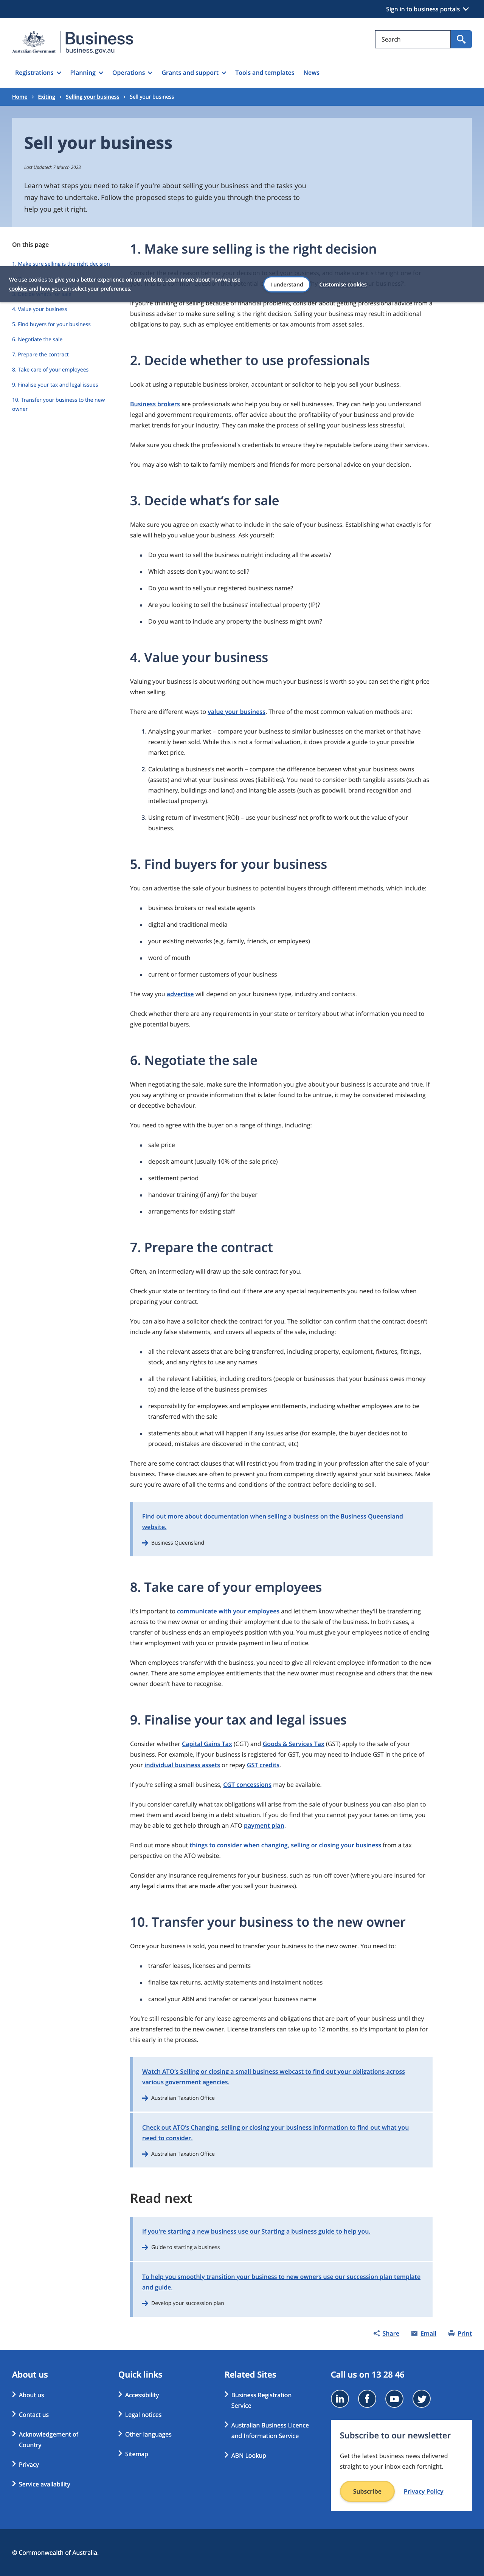 Sign in to business portals
Australian Government
Business
business.gov.au
Search
Registrations
Planning
Operations
Grants and support
Tools and templates
News
Home
Exiting
Selling your business
Sell your business
Sell your business
Last Updated: 7 March 2023
Learn what steps you need to take if you're about selling your business and the tasks you
may have to undertake. Follow the proposed steps to guide you through the process to
help you get it right.
On this page
1. Make sure selling is the right decision
4. Value your business
5. Find buyers for your business
6. Negotiate the sale
7. Prepare the contract
8. Take care of your employees
9. Finalise your tax and legal issues
10. Transfer your business to the new
owner
We use cookies to give you a better experience on our website. Learn more about how we use
cookies and how you can select your preferences.
I understand
Customise cookies
1. Make sure selling is the right decision
If you're thinking of selling because of financial problems, consider getting professional advice from a
business adviser to make sure selling is the right decision. Selling your business may result in additional
obligations to pay, such as employee entitlements or tax amounts from asset sales.
2. Decide whether to use professionals
Look at using a reputable business broker, accountant or solicitor to help you sell your business.
Business brokers are professionals who help you buy or sell businesses. They can help you understand
legal and government requirements, offer advice about the profitability of your business and provide
market trends for your industry. They can make the process of selling your business less stressful.
Make sure you check the professional's credentials to ensure they're reputable before using their services.
You may also wish to talk to family members and friends for more personal advice on your decision.
3. Decide what's for sale
Make sure you agree on exactly what to include in the sale of your business. Establishing what exactly is for
sale will help you value your business. Ask yourself:
Do you want to sell the business outright including all the assets?
Which assets don't you want to sell?
Do you want to sell your registered business name?
Are you looking to sell the business' intellectual property (IP)?
Do you want to include any property the business might own?
4. Value your business
Valuing your business is about working out how much your business is worth so you can set the right price
when selling.
There are different ways to value your business. Three of the most common valuation methods are:
1. Analysing your market – compare your business to similar businesses on the market or that have
recently been sold. While this is not a formal valuation, it does provide a guide to your possible
market price.
2. Calculating a business's net worth – compare the difference between what your business owns
(assets) and what your business owes (liabilities). You need to consider both tangible assets (such as
machinery, buildings and land) and intangible assets (such as goodwill, brand recognition and
intellectual property).
3. Using return of investment (ROI) – use your business' net profit to work out the value of your
business.
5. Find buyers for your business
You can advertise the sale of your business to potential buyers through different methods, which include:
business brokers or real estate agents
digital and traditional media
your existing networks (e.g. family, friends, or employees)
word of mouth
current or former customers of your business
The way you advertise will depend on your business type, industry and contacts.
Check whether there are any requirements in your state or territory about what information you need to
give potential buyers.
6. Negotiate the sale
When negotiating the sale, make sure the information you give about your business is accurate and true. If
you say anything or provide information that is later found to be untrue, it may be considered misleading
or deceptive behaviour.
You need to agree with the buyer on a range of things, including:
sale price
deposit amount (usually 10% of the sale price)
settlement period
handover training (if any) for the buyer
arrangements for existing staff
7. Prepare the contract
Often, an intermediary will draw up the sale contract for you.
Check your state or territory to find out if there are any special requirements you need to follow when
preparing your contract.
You can also have a solicitor check the contract for you. The solicitor can confirm that the contract doesn't
include any false statements, and covers all aspects of the sale, including:
all the relevant assets that are being transferred, including property, equipment, fixtures, fittings,
stock, and any rights to use any names
all the relevant liabilities, including creditors (people or businesses that your business owes money
to) and the lease of the business premises
responsibility for employees and employee entitlements, including whether employees are to be
transferred with the sale
statements about what will happen if any issues arise (for example, the buyer decides not to
proceed, mistakes are discovered in the contract, etc)
There are some contract clauses that will restrict you from trading in your profession after the sale of your
business. These clauses are often to prevent you from competing directly against your sold business. Make
sure you're aware of all the terms and conditions of the contract before deciding to sell.
Find out more about documentation when selling a business on the Business Queensland
website.
Business Queensland
8. Take care of your employees
It's important to communicate with your employees and let them know whether they'll be transferring
across to the new owner or ending their employment due to the sale of the business. In other words, a
transfer of business ends an employee's position with you. You must give your employees notice of ending
their employment with you or provide payment in lieu of notice.
When employees transfer with the business, you need to give all relevant employee information to the new
owner. There are some employee entitlements that the new owner must recognise and others that the new
owner doesn't have to recognise.
9. Finalise your tax and legal issues
Consider whether Capital Gains Tax (CGT) and Goods & Services Tax (GST) apply to the sale of your
business. For example, if your business is registered for GST, you may need to include GST in the price of
your individual business assets or repay GST credits.
If you're selling a small business, CGT concessions may be available.
If you consider carefully what tax obligations will arise from the sale of your business you can also plan to
meet them and avoid being in a debt situation. If you do find that you cannot pay your taxes on time, you
may be able to get help through an ATO payment plan.
Find out more about things to consider when changing, selling or closing your business from a tax
perspective on the ATO website.
Consider any insurance requirements for your business, such as run-off cover (where you are insured for
any legal claims that are made after you sell your business).
10. Transfer your business to the new owner
Once your business is sold, you need to transfer your business to the new owner. You need to:
transfer leases, licenses and permits
finalise tax returns, activity statements and instalment notices
cancel your ABN and transfer or cancel your business name
You're still responsible for any lease agreements and obligations that are part of your business until they
are transferred to the new owner. License transfers can take up to 12 months, so it's important to plan for
this early in the process.
Watch ATO's Selling or closing a small business webcast to find out your obligations across
various government agencies.
Australian Taxation Office
Check out ATO's Changing, selling or closing your business information to find out what you
need to consider.
Australian Taxation Office
Read next
If you're starting a new business use our Starting a business guide to help you.
Guide to starting a business
To help you smoothly transition your business to new owners use our succession plan template
and guide.
Develop your succession plan
Share
Email
Print
About us
About us
Contact us
Acknowledgement of
Country
Privacy
Service availability
Quick links
Accessibility
Legal notices
Other languages
Sitemap
Related Sites
Business Registration
Service
Australian Business Licence
and Information Service
ABN Lookup
Call us on 13 28 46
Subscribe to our newsletter
Get the latest business news delivered
straight to your inbox each fortnight.
Subscribe
Privacy Policy
© Commonwealth of Australia.